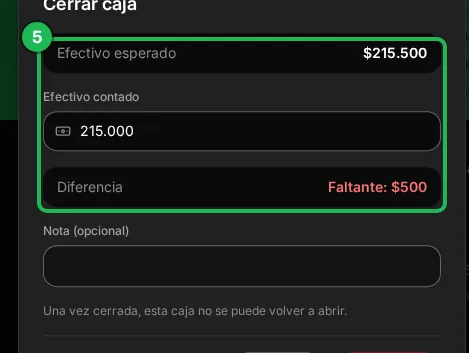 Cerrar caja
5
Efectivo esperado $215.500
Efectivo contado
215.000
Diferencia Faltante: $500
Nota (opcional)
Una vez cerrada, esta caja no se puede volver a abrir.